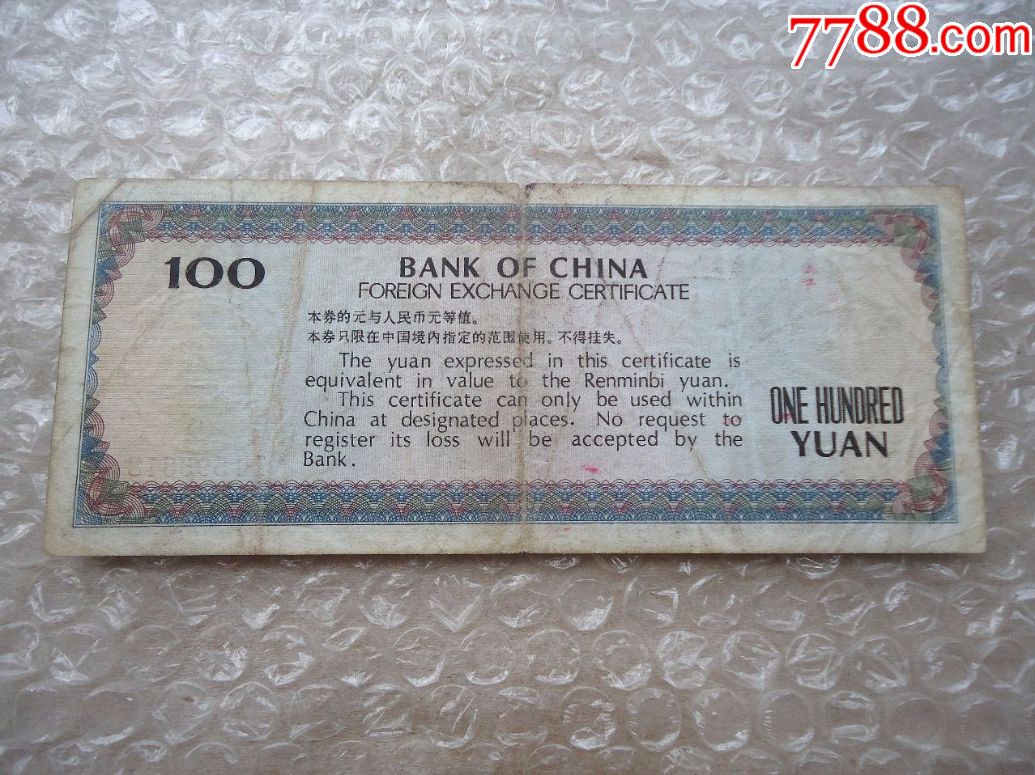 7788.com
100
BANK OF CHINA
FOREIGN EXCHANGE CERTIFICATE
本券的元与人民币元等值。
本券只限在中国境内指定的范围使用。不得挂失。
The yuan expressed in this certificate is
equivalent in value to the Renminbi yuan.
This certificate can only be used within
China at designated places. No request to
register its loss will be accepted by the
Bank.
ONE HUNDRED
YUAN